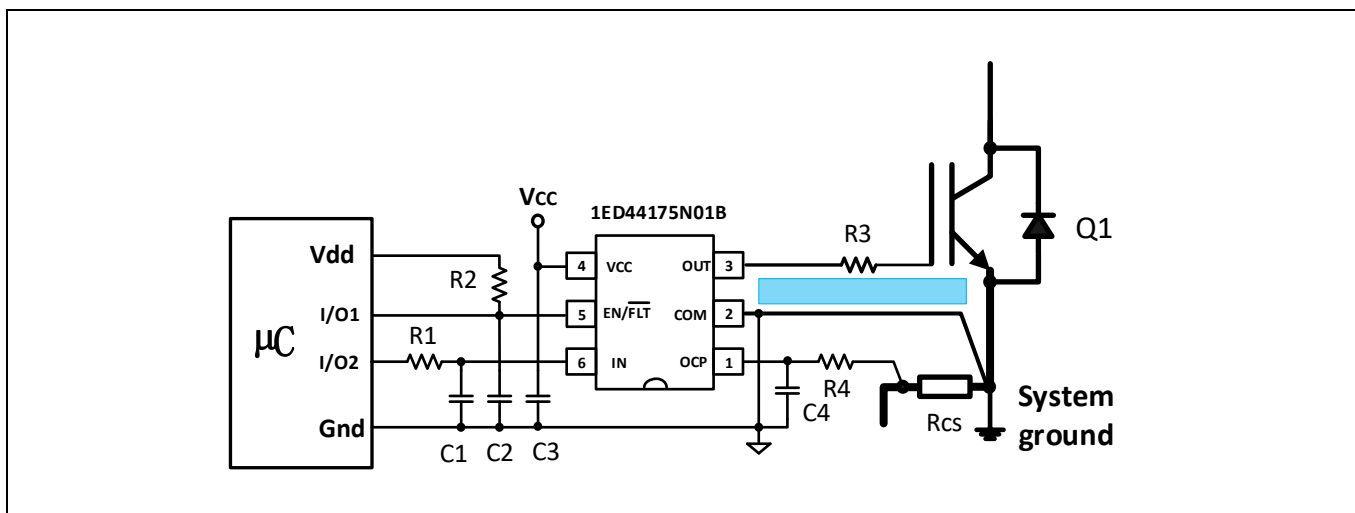 Vcc
1ED44175N01B
Vdd
R2
4
VCC
OUT
3
R3
Q1
I/O1
5
EN/FLT
COM
2
μC
R1
I/O2
6
IN
OCP
1
R4
C4
Rcs
System
ground
Gnd
C1
C2
C3